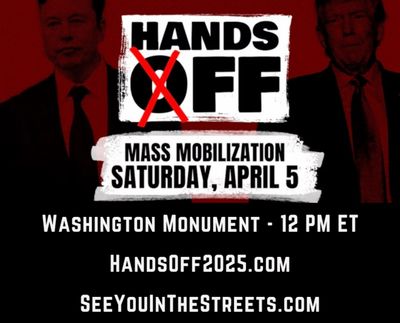 HANDS
OFF
MASS MOBILIZATION
SATURDAY, APRIL 5
WASHINGTON MONUMENT - 12 PM ET
HANDSOFF2025.COM
SEEYOUINTHESTREETS.COM